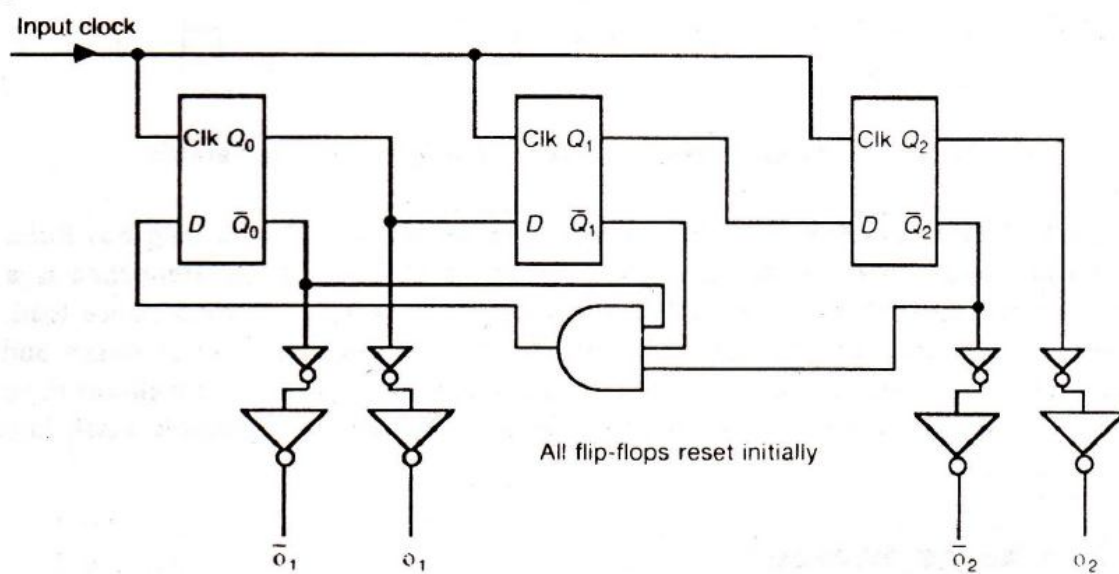 Input clock
Clk Q₀
Clk Q₁
Clk Q₂
D Q̄₀
D Q̄₁
D Q̄₂
All flip-flops reset initially
ō₁
o₁
ō₂
o₂